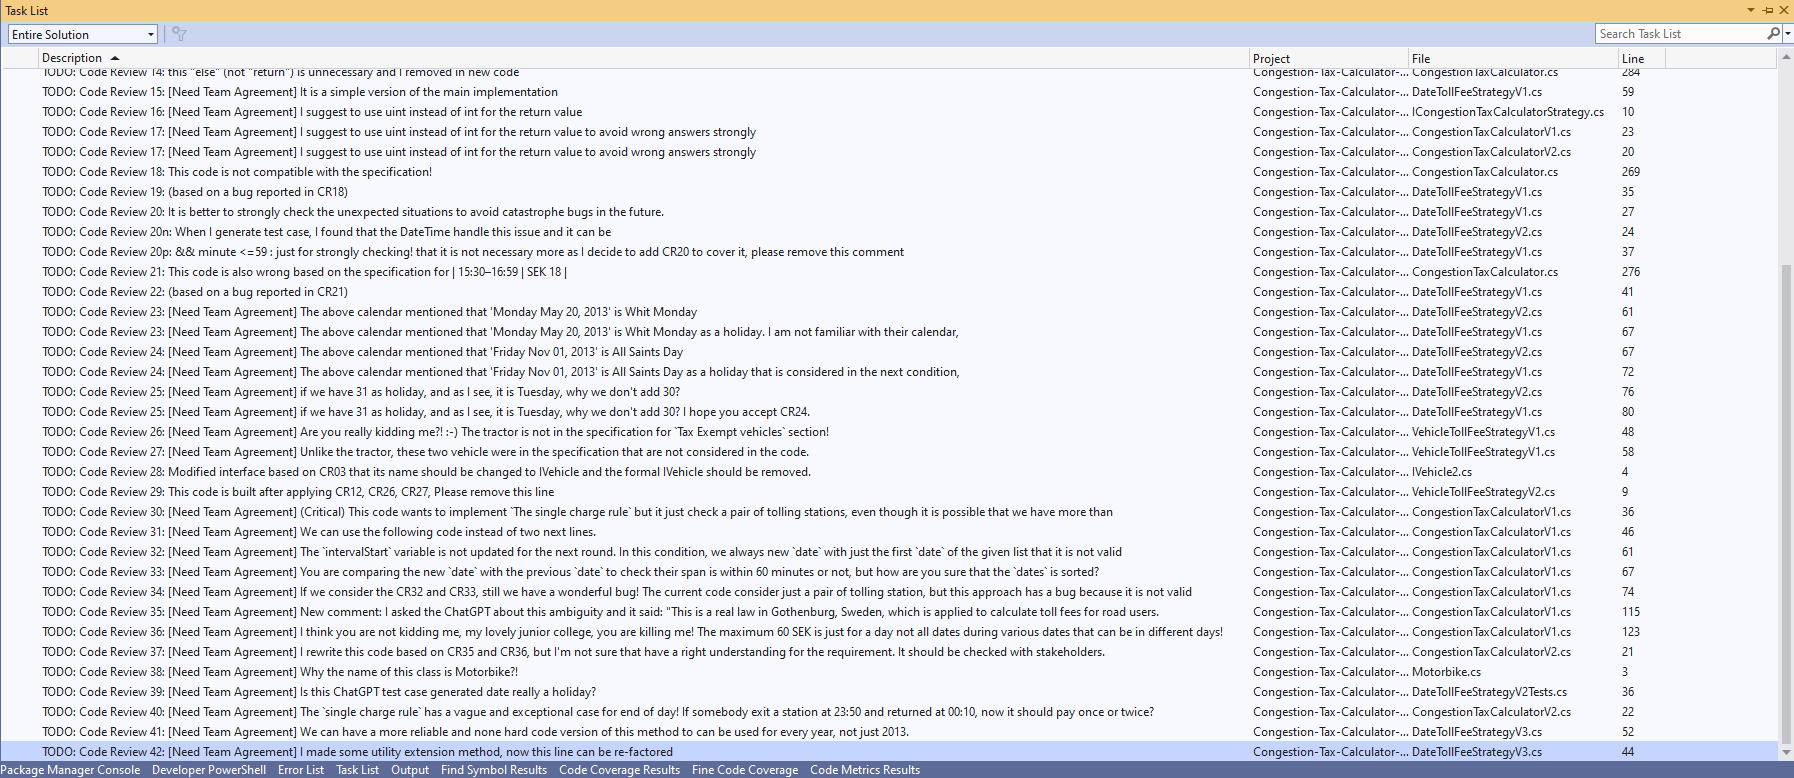 Task List
Entire Solution
Search Task List
Description Project File Line
TODO: Code Review 14: this "else" (not "return") is unnecessary and I removed in new code Congestion-Tax-Calculator-... CongestionTaxCalculator.cs 284
TODO: Code Review 15: [Need Team Agreement] It is a simple version of the main implementation Congestion-Tax-Calculator-... DateTollFeeStrategyV1.cs 59
TODO: Code Review 16: [Need Team Agreement] I suggest to use uint instead of int for the return value Congestion-Tax-Calculator-... ICongestionTaxCalculatorStrategy.cs 10
TODO: Code Review 17: [Need Team Agreement] I suggest to use uint instead of int for the return value to avoid wrong answers strongly Congestion-Tax-Calculator-... CongestionTaxCalculatorV1.cs 23
TODO: Code Review 17: [Need Team Agreement] I suggest to use uint instead of int for the return value to avoid wrong answers strongly Congestion-Tax-Calculator-... CongestionTaxCalculatorV2.cs 20
TODO: Code Review 18: This code is not compatible with the specification! Congestion-Tax-Calculator-... CongestionTaxCalculator.cs 269
TODO: Code Review 19: (based on a bug reported in CR18) Congestion-Tax-Calculator-... DateTollFeeStrategyV1.cs 35
TODO: Code Review 20: It is better to strongly check the unexpected situations to avoid catastrophe bugs in the future. Congestion-Tax-Calculator-... DateTollFeeStrategyV1.cs 27
TODO: Code Review 20n: When I generate test case, I found that the DateTime handle this issue and it can be Congestion-Tax-Calculator-... DateTollFeeStrategyV2.cs 24
TODO: Code Review 20p: && minute <=59 : just for strongly checking! that it is not necessary more as I decide to add CR20 to cover it, please remove this comment Congestion-Tax-Calculator-... DateTollFeeStrategyV1.cs 37
TODO: Code Review 21: This code is also wrong based on the specification for | 15:30–16:59 | SEK 18 | Congestion-Tax-Calculator-... CongestionTaxCalculator.cs 276
TODO: Code Review 22: (based on a bug reported in CR21) Congestion-Tax-Calculator-... DateTollFeeStrategyV1.cs 41
TODO: Code Review 23: [Need Team Agreement] The above calendar mentioned that 'Monday May 20, 2013' is Whit Monday Congestion-Tax-Calculator-... DateTollFeeStrategyV2.cs 61
TODO: Code Review 23: [Need Team Agreement] The above calendar mentioned that 'Monday May 20, 2013' is Whit Monday as a holiday. I am not familiar with their calendar, Congestion-Tax-Calculator-... DateTollFeeStrategyV1.cs 67
TODO: Code Review 24: [Need Team Agreement] The above calendar mentioned that 'Friday Nov 01, 2013' is All Saints Day Congestion-Tax-Calculator-... DateTollFeeStrategyV2.cs 67
TODO: Code Review 24: [Need Team Agreement] The above calendar mentioned that 'Friday Nov 01, 2013' is All Saints Day as a holiday that is considered in the next condition, Congestion-Tax-Calculator-... DateTollFeeStrategyV1.cs 72
TODO: Code Review 25: [Need Team Agreement] if we have 31 as holiday, and as I see, it is Tuesday, why we don't add 30? Congestion-Tax-Calculator-... DateTollFeeStrategyV2.cs 76
TODO: Code Review 25: [Need Team Agreement] if we have 31 as holiday, and as I see, it is Tuesday, why we don't add 30? I hope you accept CR24. Congestion-Tax-Calculator-... DateTollFeeStrategyV1.cs 80
TODO: Code Review 26: [Need Team Agreement] Are you really kidding me?! :-) The tractor is not in the specification for `Tax Exempt vehicles` section! Congestion-Tax-Calculator-... VehicleTollFeeStrategyV1.cs 48
TODO: Code Review 27: [Need Team Agreement] Unlike the tractor, these two vehicle were in the specification that are not considered in the code. Congestion-Tax-Calculator-... VehicleTollFeeStrategyV1.cs 58
TODO: Code Review 28: Modified interface based on CR03 that its name should be changed to IVehicle and the formal IVehicle should be removed. Congestion-Tax-Calculator-... IVehicle2.cs 4
TODO: Code Review 29: This code is built after applying CR12, CR26, CR27, Please remove this line Congestion-Tax-Calculator-... VehicleTollFeeStrategyV2.cs 9
TODO: Code Review 30: [Need Team Agreement] (Critical) This code wants to implement `The single charge rule` but it just check a pair of tolling stations, even though it is possible that we have more than Congestion-Tax-Calculator-... CongestionTaxCalculatorV1.cs 36
TODO: Code Review 31: [Need Team Agreement] We can use the following code instead of two next lines. Congestion-Tax-Calculator-... CongestionTaxCalculatorV1.cs 46
TODO: Code Review 32: [Need Team Agreement] The `intervalStart` variable is not updated for the next round. In this condition, we always new `date` with just the first `date` of the given list that it is not valid Congestion-Tax-Calculator-... CongestionTaxCalculatorV1.cs 61
TODO: Code Review 33: [Need Team Agreement] You are comparing the new `date` with the previous `date` to check their span is within 60 minutes or not, but how are you sure that the `dates` is sorted? Congestion-Tax-Calculator-... CongestionTaxCalculatorV1.cs 67
TODO: Code Review 34: [Need Team Agreement] If we consider the CR32 and CR33, still we have a wonderful bug! The current code consider just a pair of tolling station, but this approach has a bug because it is not valid Congestion-Tax-Calculator-... CongestionTaxCalculatorV1.cs 74
TODO: Code Review 35: [Need Team Agreement] New comment: I asked the ChatGPT about this ambiguity and it said: "This is a real law in Gothenburg, Sweden, which is applied to calculate toll fees for road users. Congestion-Tax-Calculator-... CongestionTaxCalculatorV1.cs 115
TODO: Code Review 36: [Need Team Agreement] I think you are not kidding me, my lovely junior college, you are killing me! The maximum 60 SEK is just for a day not all dates during various dates that can be in different days! Congestion-Tax-Calculator-... CongestionTaxCalculatorV1.cs 123
TODO: Code Review 37: [Need Team Agreement] I rewrite this code based on CR35 and CR36, but I'm not sure that have a right understanding for the requirement. It should be checked with stakeholders. Congestion-Tax-Calculator-... CongestionTaxCalculatorV2.cs 21
TODO: Code Review 38: [Need Team Agreement] Why the name of this class is Motorbike?! Congestion-Tax-Calculator-... Motorbike.cs 3
TODO: Code Review 39: [Need Team Agreement] Is this ChatGPT test case generated date really a holiday? Congestion-Tax-Calculator-... DateTollFeeStrategyV2Tests.cs 36
TODO: Code Review 40: [Need Team Agreement] The `single charge rule` has a vague and exceptional case for end of day! If somebody exit a station at 23:50 and returned at 00:10, now it should pay once or twice? Congestion-Tax-Calculator-... CongestionTaxCalculatorV2.cs 22
TODO: Code Review 41: [Need Team Agreement] We can have a more reliable and none hard code version of this method to can be used for every year, not just 2013. Congestion-Tax-Calculator-... DateTollFeeStrategyV3.cs 52
TODO: Code Review 42: [Need Team Agreement] I made some utility extension method, now this line can be re-factored Congestion-Tax-Calculator-... DateTollFeeStrategyV3.cs 44
Package Manager Console Developer PowerShell Error List Task List Output Find Symbol Results Code Coverage Results Fine Code Coverage Code Metrics Results